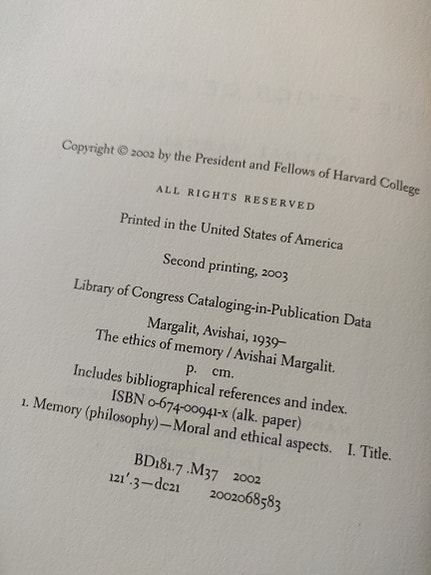 Copyright © 2002 by the President and Fellows of Harvard College
ALL RIGHTS RESERVED
Printed in the United States of America
Second printing, 2003
Library of Congress Cataloging-in-Publication Data
Margalit, Avishai, 1939–
The ethics of memory / Avishai Margalit.
p. cm.
Includes bibliographical references and index.
ISBN 0-674-00941-x (alk. paper)
1. Memory (philosophy)—Moral and ethical aspects. I. Title.
BD181.7 .M37 2002
121'.3—dc21 2002068583